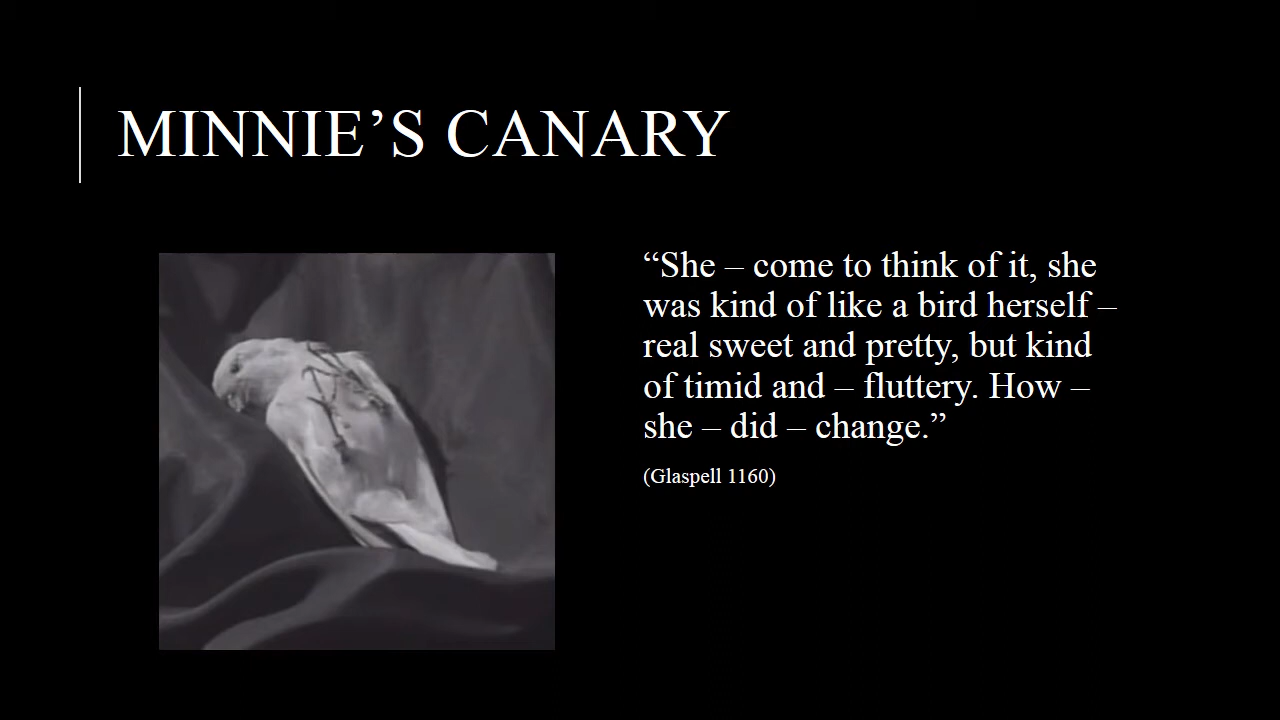 MINNIE’S CANARY
“She – come to think of it, she
was kind of like a bird herself –
real sweet and pretty, but kind
of timid and – fluttery. How –
she – did – change.”
(Glaspell 1160)